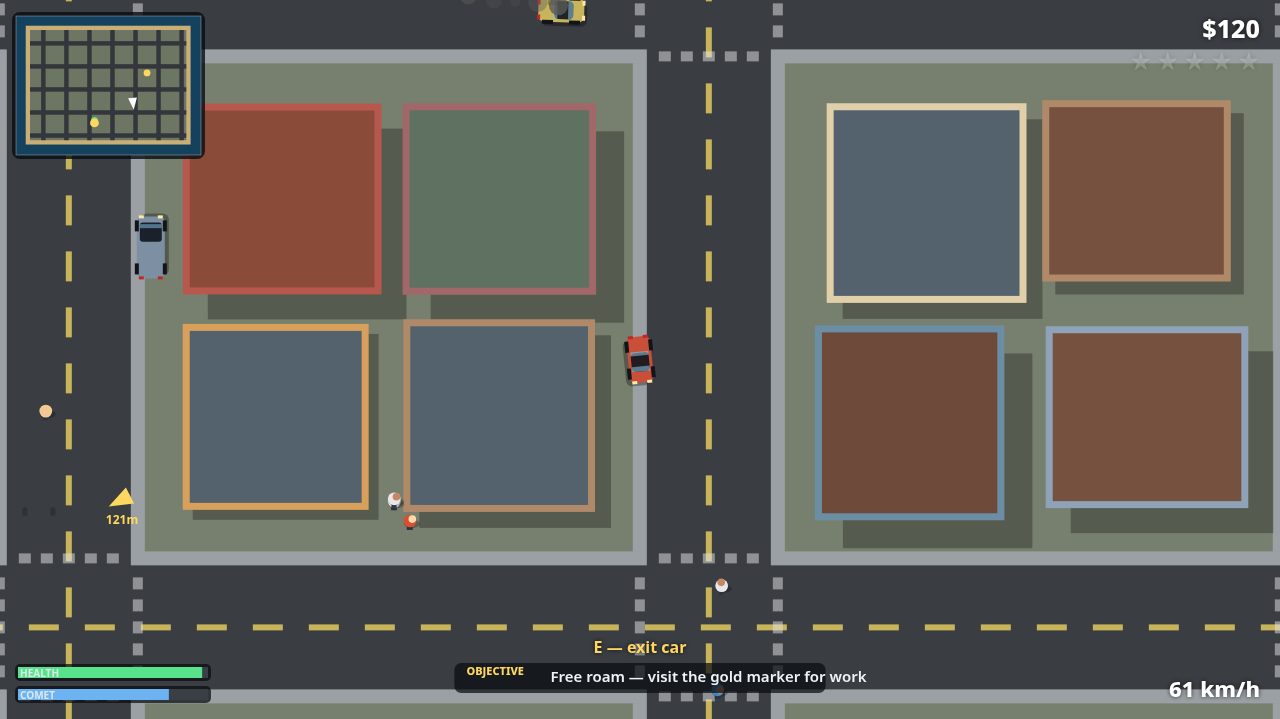 $120
121m
E — exit car
OBJECTIVE
Free roam — visit the gold marker for work
HEALTH
COMET
61 km/h